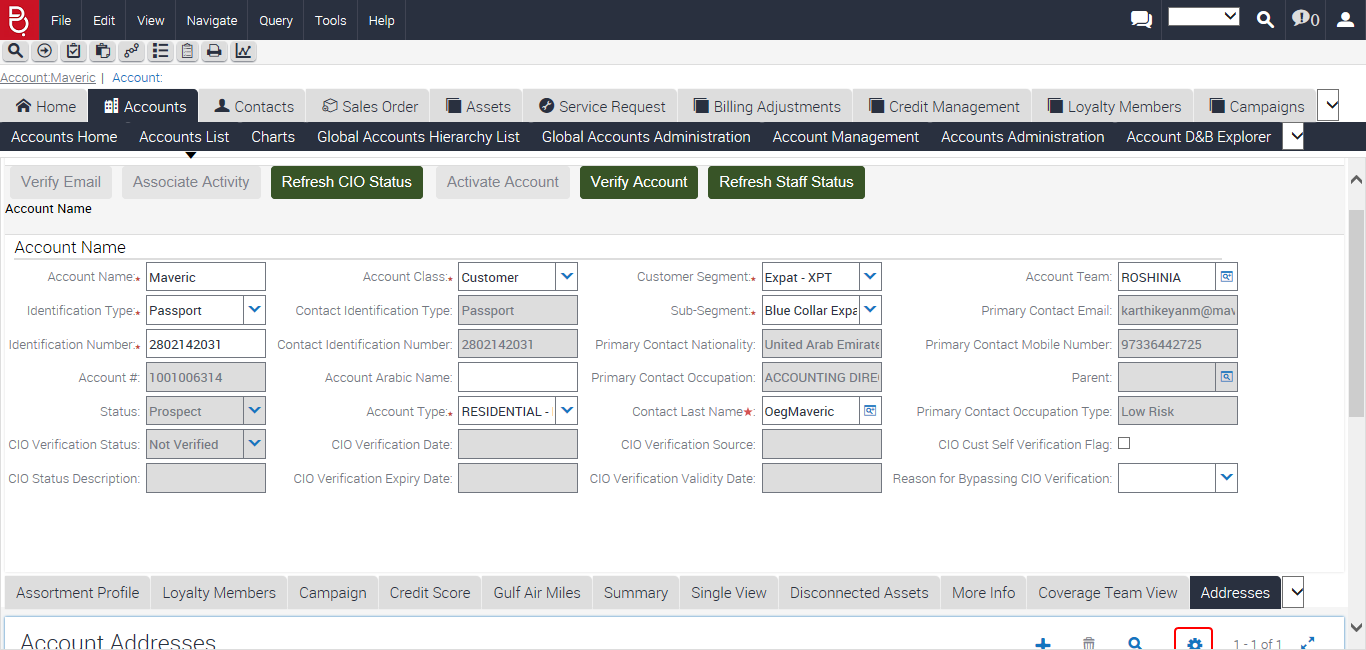 File Edit View Navigate Query Tools Help 0
Account:Maveric | Account:
Home Accounts Contacts Sales Order Assets Service Request Billing Adjustments Credit Management Loyalty Members Campaigns
Accounts Home Accounts List Charts Global Accounts Hierarchy List Global Accounts Administration Account Management Accounts Administration Account D&B Explorer
Verify Email Associate Activity Refresh CIO Status Activate Account Verify Account Refresh Staff Status
Account Name
Account Name
Account Name:* Maveric Account Class:* Customer Customer Segment:* Expat - XPT Account Team: ROSHINIA
Identification Type:* Passport Contact Identification Type: Passport Sub-Segment:* Blue Collar Expa Primary Contact Email: karthikeyanm@mav
Identification Number:* 2802142031 Contact Identification Number: 2802142031 Primary Contact Nationality: United Arab Emirate Primary Contact Mobile Number: 97336442725
Account #: 1001006314 Account Arabic Name: Primary Contact Occupation: ACCOUNTING DIRE Parent:
Status: Prospect Account Type:* RESIDENTIAL - Contact Last Name★: OegMaveric Primary Contact Occupation Type: Low Risk
CIO Verification Status: Not Verified CIO Verification Date: CIO Verification Source: CIO Cust Self Verification Flag:
CIO Status Description: CIO Verification Expiry Date: CIO Verification Validity Date: Reason for Bypassing CIO Verification:
Assortment Profile Loyalty Members Campaign Credit Score Gulf Air Miles Summary Single View Disconnected Assets More Info Coverage Team View Addresses
Account Addresses 1 - 1 of 1